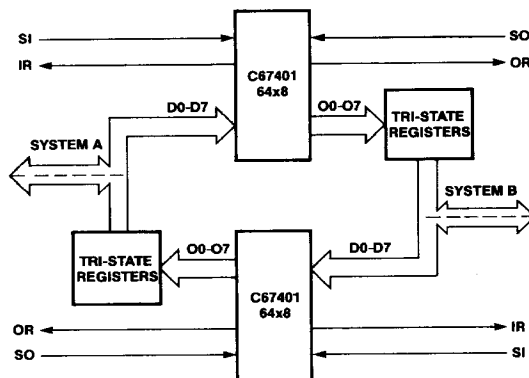 SI
SO
IR
OR
C67401
64x8
D0-D7
O0-O7
TRI-STATE
REGISTERS
SYSTEM A
SYSTEM B
TRI-STATE
REGISTERS
O0-O7
D0-D7
C67401
64x8
OR
IR
SO
SI